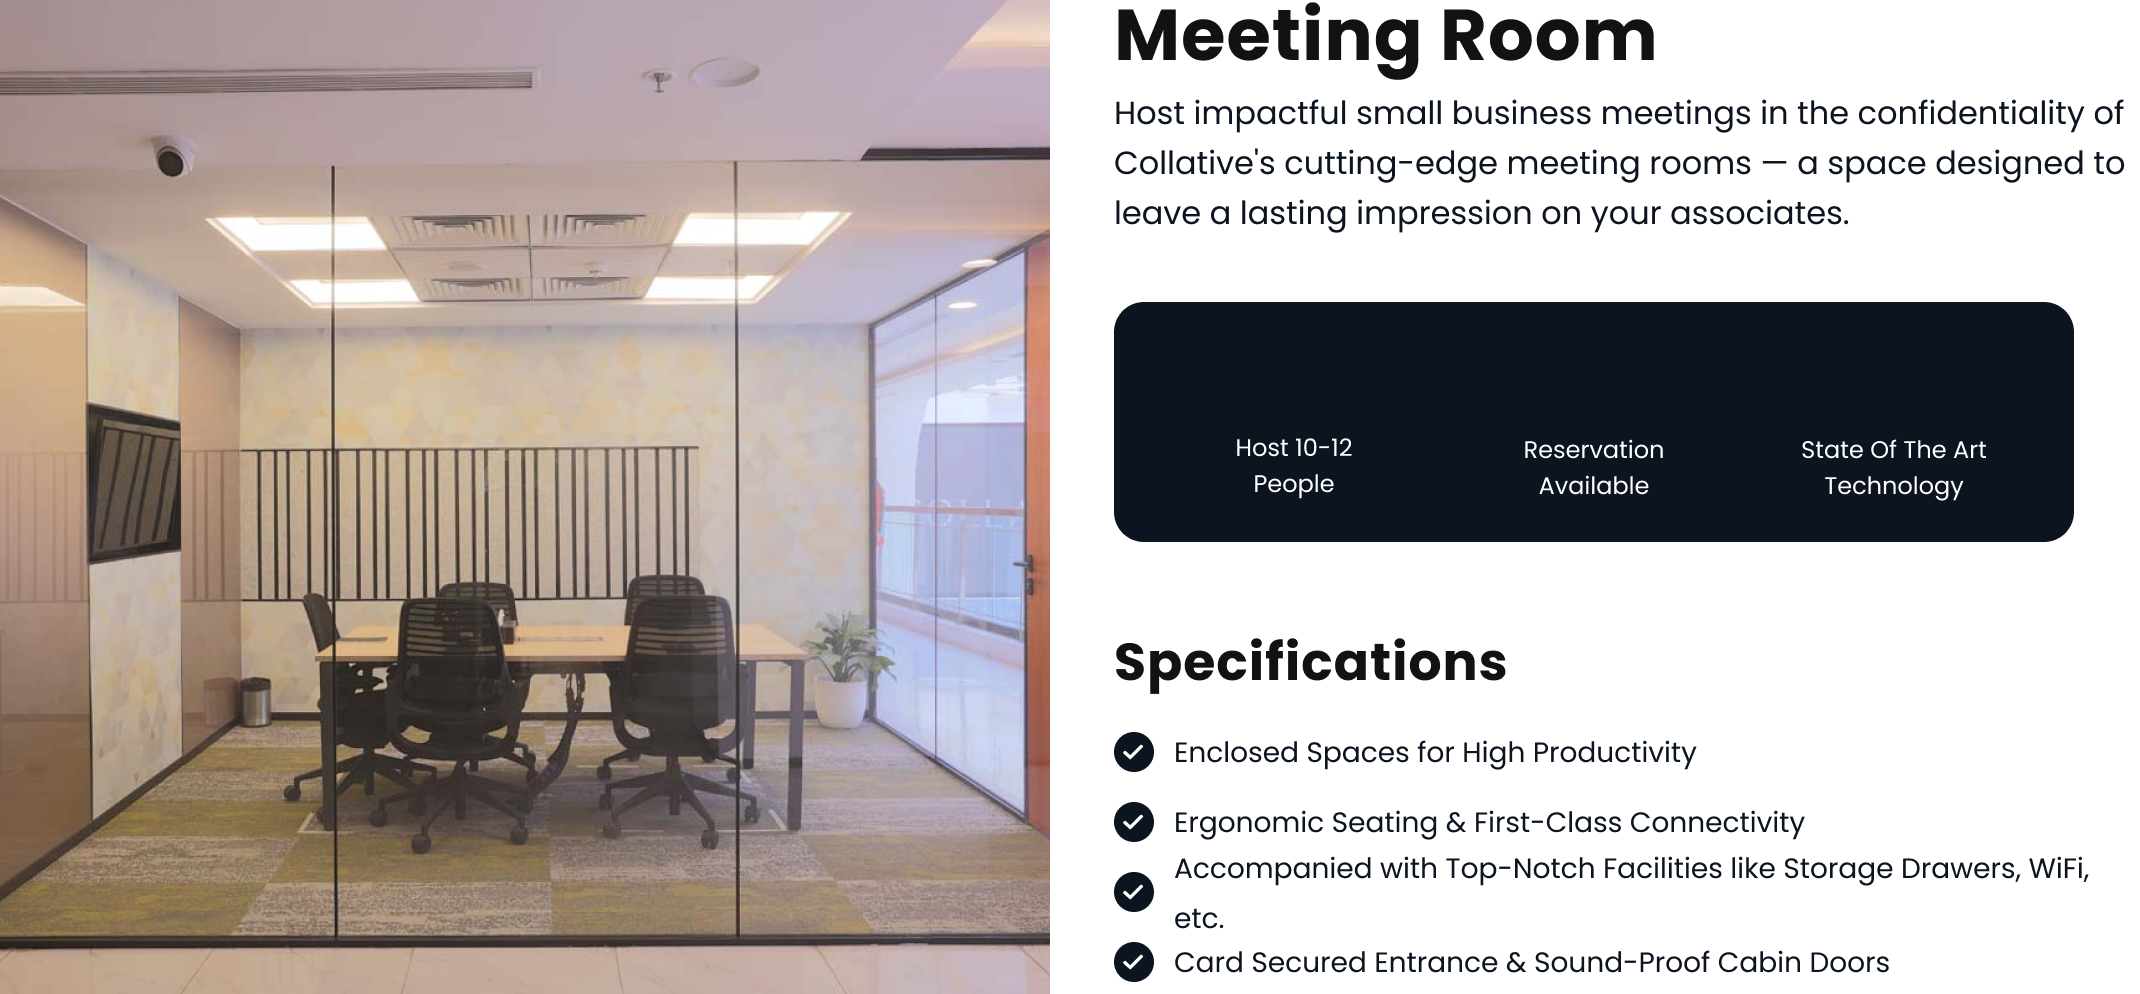 Meeting Room
Host impactful small business meetings in the confidentiality of
Collative's cutting-edge meeting rooms — a space designed to
leave a lasting impression on your associates.
Host 10-12
People
Reservation
Available
State Of The Art
Technology
Specifications
Enclosed Spaces for High Productivity
Ergonomic Seating & First-Class Connectivity
Accompanied with Top-Notch Facilities like Storage Drawers, WiFi,
etc.
Card Secured Entrance & Sound-Proof Cabin Doors